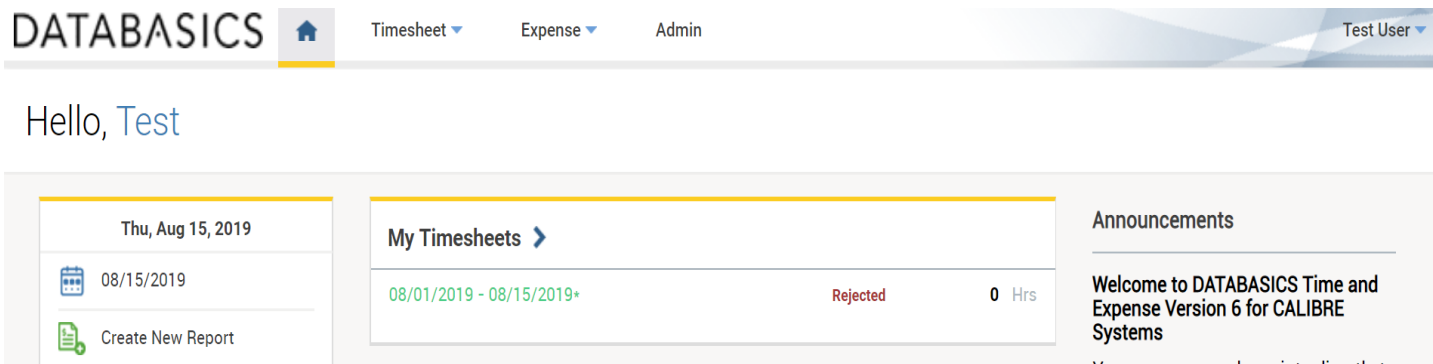 DATABASICS
Timesheet
Expense
Admin
Test User
Hello, Test
Thu, Aug 15, 2019
08/15/2019
Create New Report
My Timesheets
08/01/2019 - 08/15/2019*
Rejected
0 Hrs
Announcements
Welcome to DATABASICS Time and
Expense Version 6 for CALIBRE
Systems